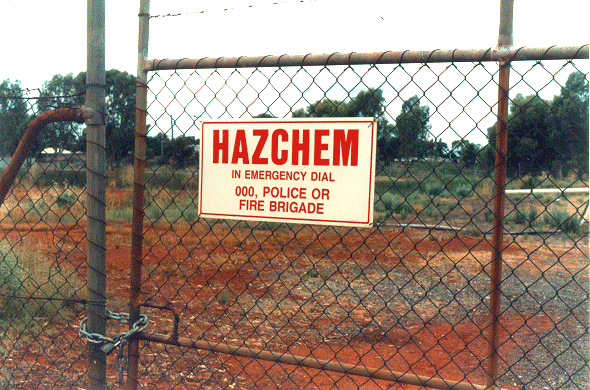 HAZCHEM
IN EMERGENCY DIAL
000, POLICE OR
FIRE BRIGADE